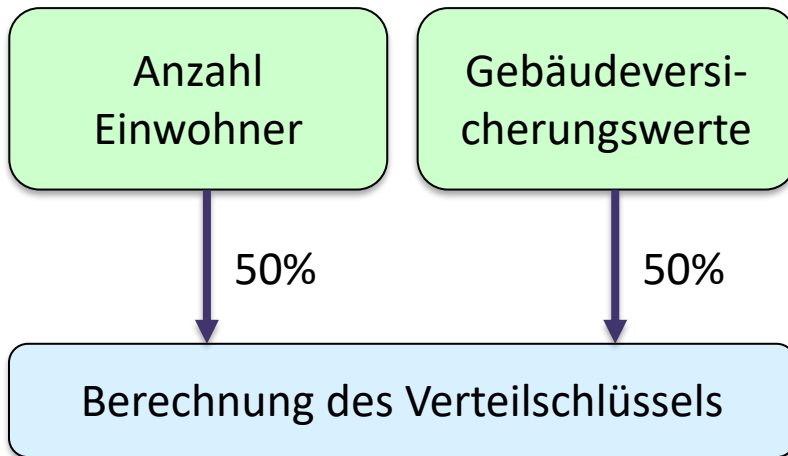 Anzahl
Einwohner
Gebäudeversi-
cherungswerte
50%
50%
Berechnung des Verteilschlüssels